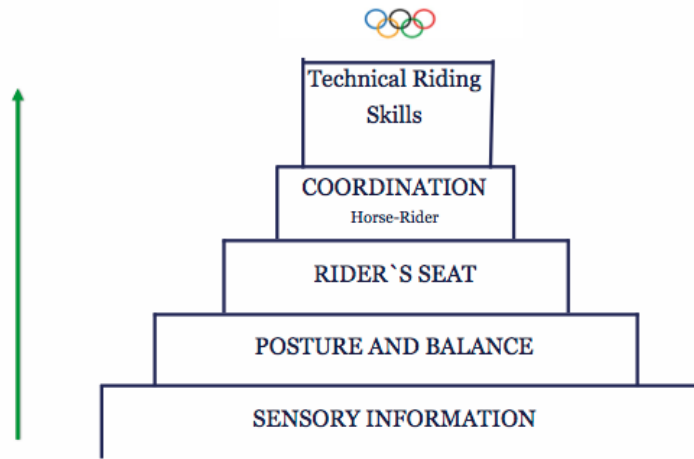 Technical Riding
Skills
COORDINATION
Horse-Rider
RIDER`S SEAT
POSTURE AND BALANCE
SENSORY INFORMATION